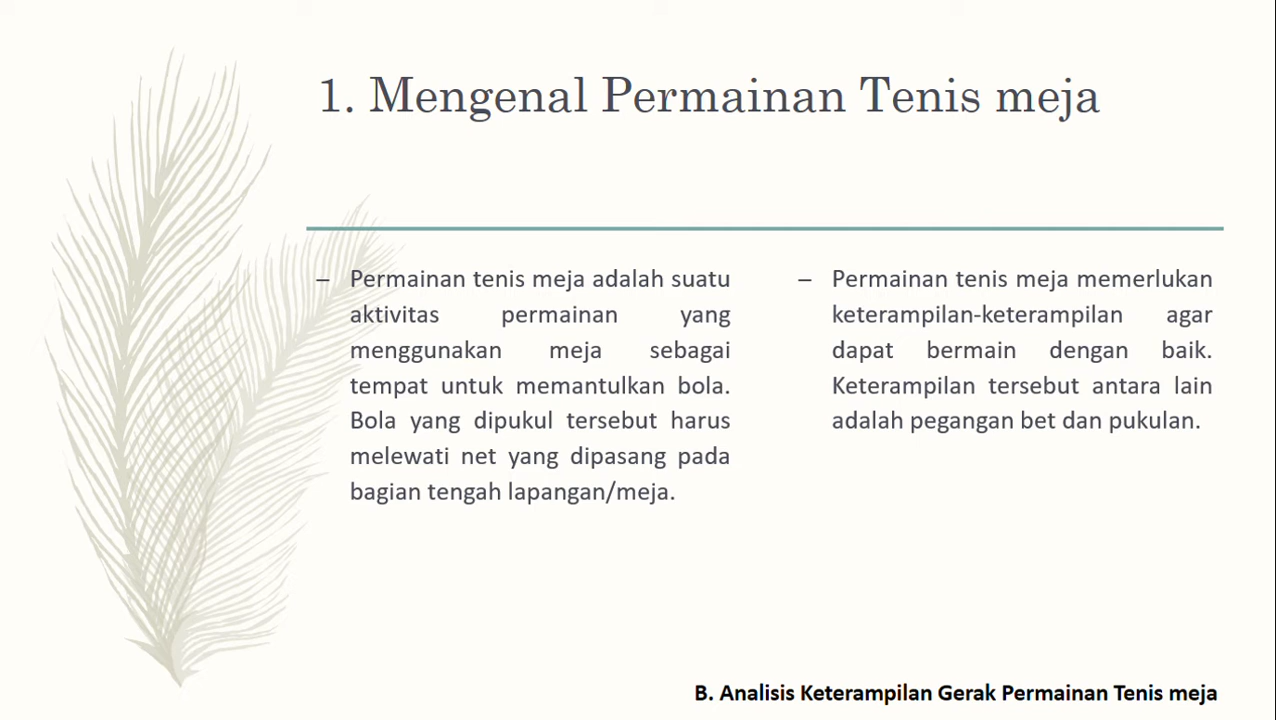 1. Mengenal Permainan Tenis meja
– Permainan tenis meja adalah suatu
aktivitas permainan yang
menggunakan meja sebagai
tempat untuk memantulkan bola.
Bola yang dipukul tersebut harus
melewati net yang dipasang pada
bagian tengah lapangan/meja.
– Permainan tenis meja memerlukan
keterampilan-keterampilan agar
dapat bermain dengan baik.
Keterampilan tersebut antara lain
adalah pegangan bet dan pukulan.
B. Analisis Keterampilan Gerak Permainan Tenis meja